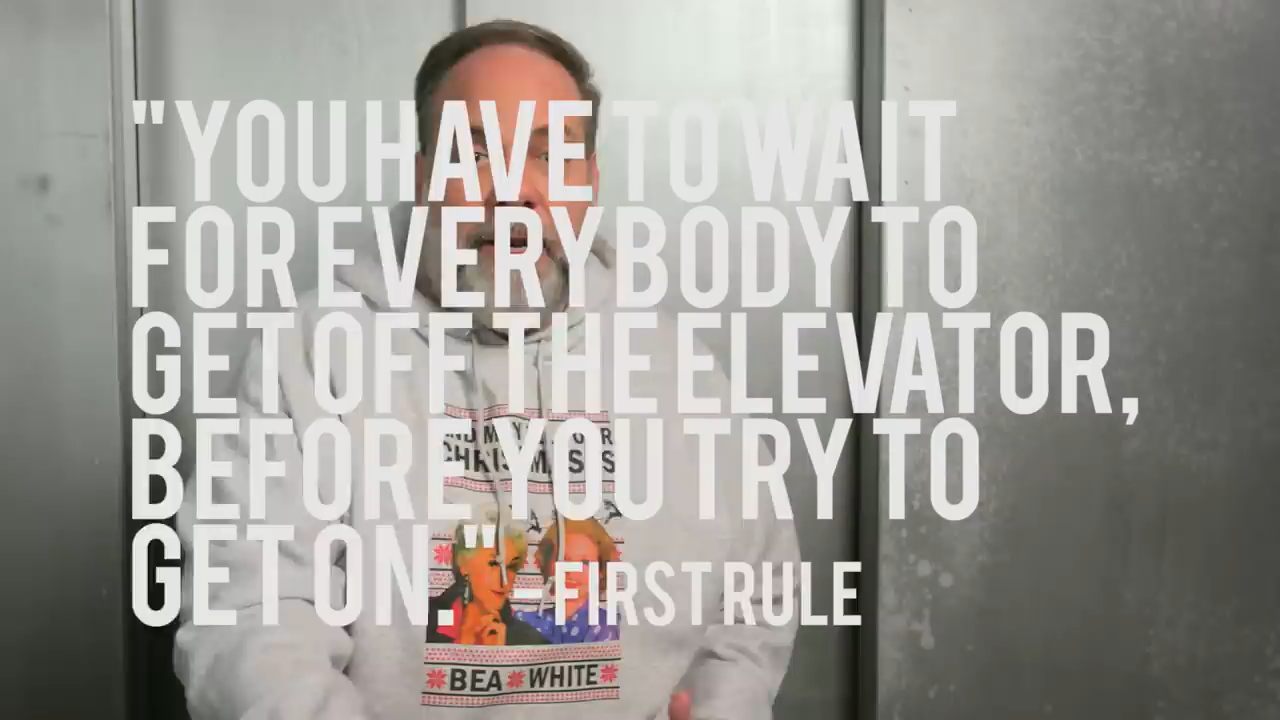 "YOU HAVE TO WAIT
FOR EVERYBODY TO
GET OFF THE ELEVATOR,
BEFORE YOU TRY TO
GET ON." -FIRST RULE
CHRISTMASES
BEA WHITE